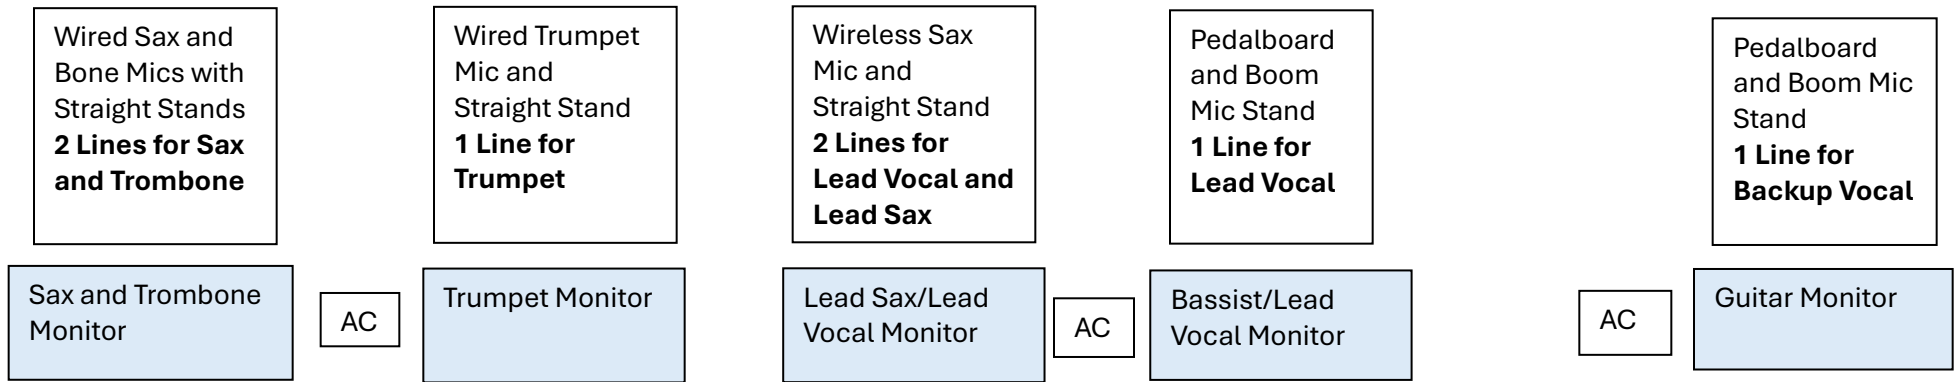 Wired Sax and
Bone Mics with
Straight Stands
2 Lines for Sax
and Trombone
Wired Trumpet
Mic and
Straight Stand
1 Line for
Trumpet
Wireless Sax
Mic and
Straight Stand
2 Lines for
Lead Vocal and
Lead Sax
Pedalboard
and Boom
Mic Stand
1 Line for
Lead Vocal
Pedalboard
and Boom Mic
Stand
1 Line for
Backup Vocal
Sax and Trombone
Monitor
AC
Trumpet Monitor
Lead Sax/Lead
Vocal Monitor
AC
Bassist/Lead
Vocal Monitor
AC
Guitar Monitor